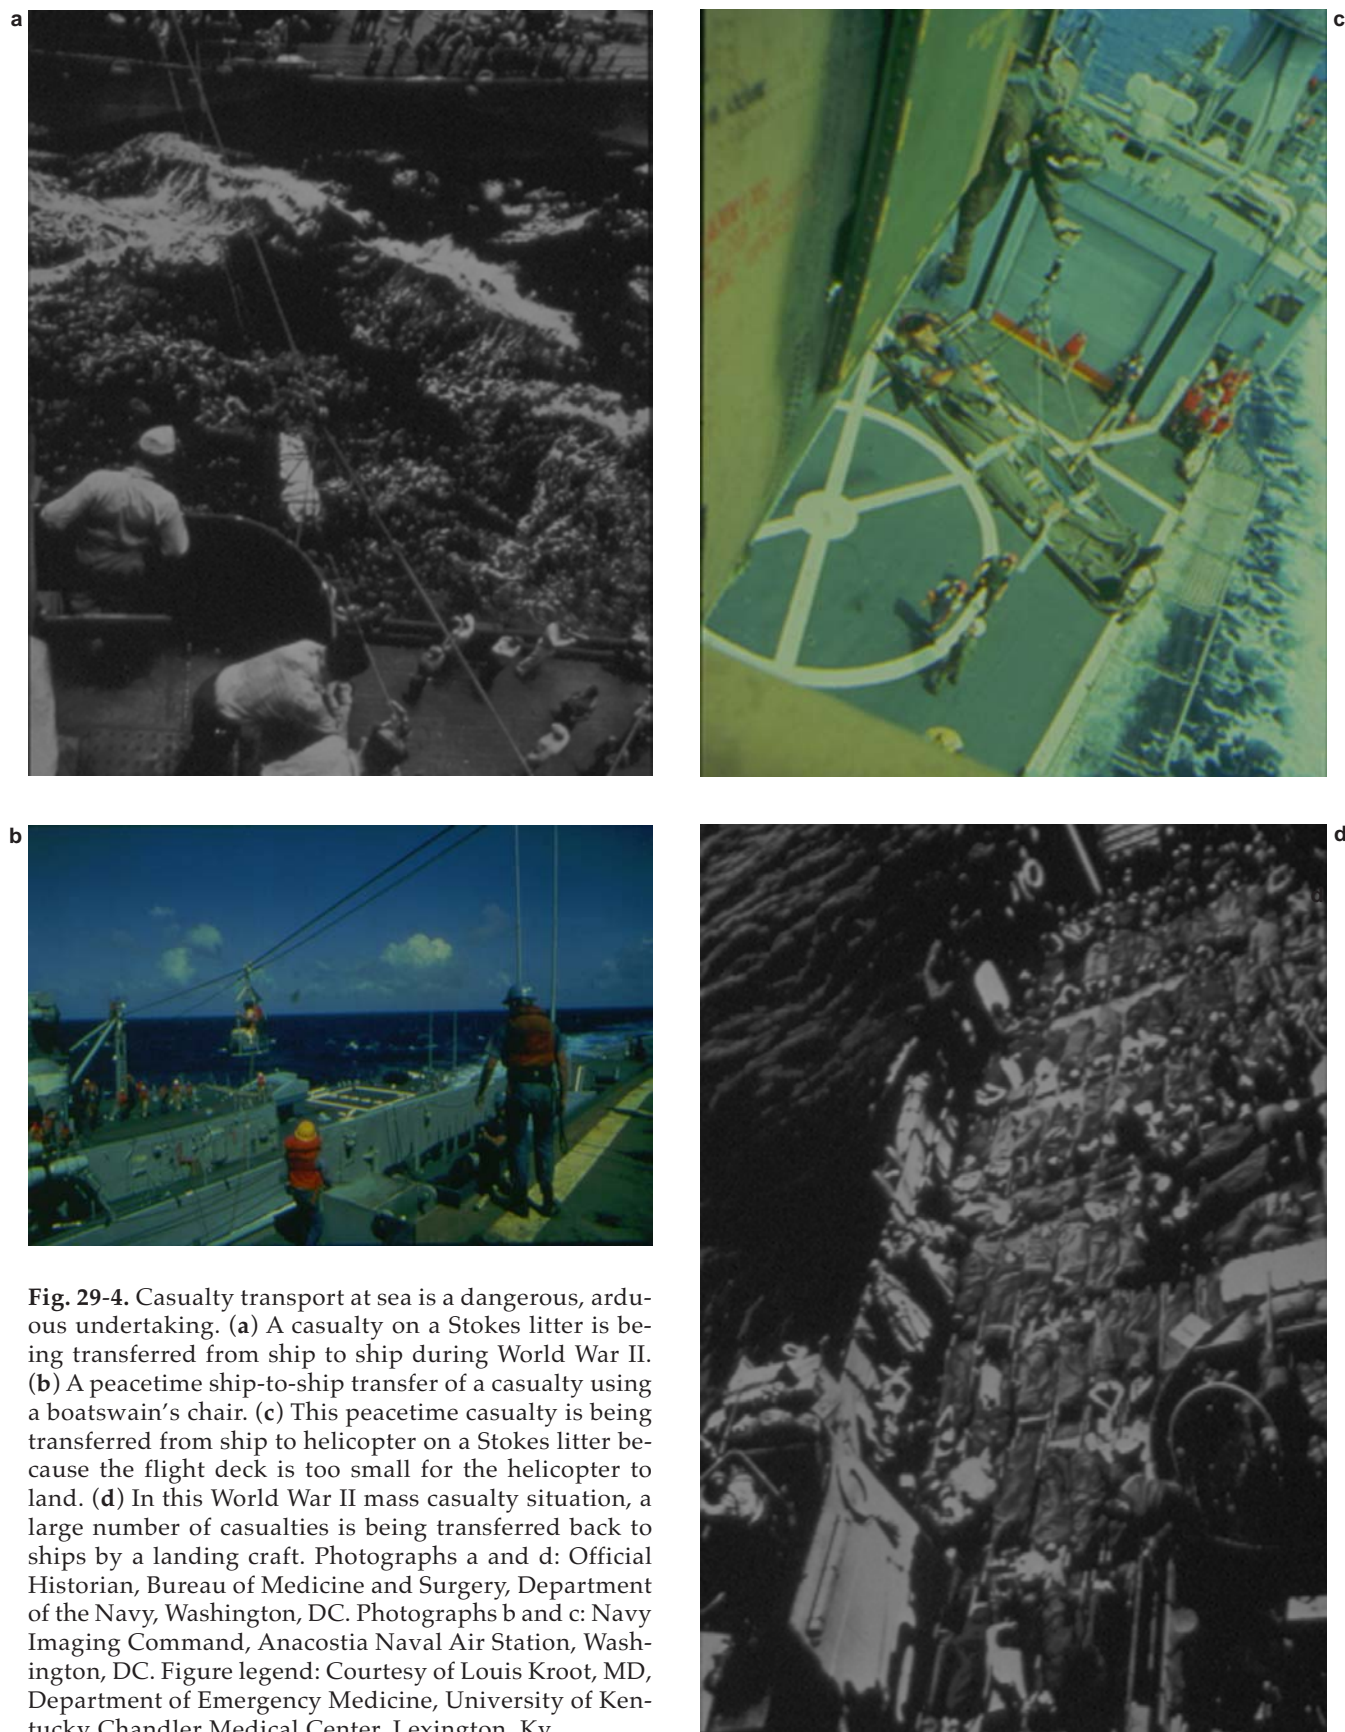 a
c
b
d
Fig. 29-4. Casualty transport at sea is a dangerous, ardu-
ous undertaking. (a) A casualty on a Stokes litter is be-
ing transferred from ship to ship during World War II.
(b) A peacetime ship-to-ship transfer of a casualty using
a boatswain's chair. (c) This peacetime casualty is being
transferred from ship to helicopter on a Stokes litter be-
cause the flight deck is too small for the helicopter to
land. (d) In this World War II mass casualty situation, a
large number of casualties is being transferred back to
ships by a landing craft. Photographs a and d: Official
Historian, Bureau of Medicine and Surgery, Department
of the Navy, Washington, DC. Photographs b and c: Navy
Imaging Command, Anacostia Naval Air Station, Wash-
ington, DC. Figure legend: Courtesy of Louis Kroot, MD,
Department of Emergency Medicine, University of Ken-
tucky Chandler Medical Center, Lexington, Ky.